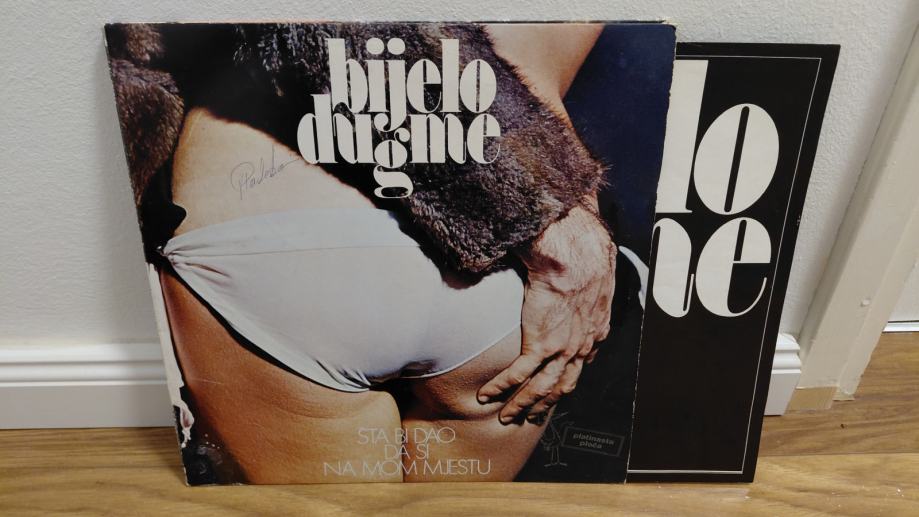 bijelo
dugme
lo
ne
ŠTA BI DAO
DA SI
NA MOM MJESTU
platinasta
ploča